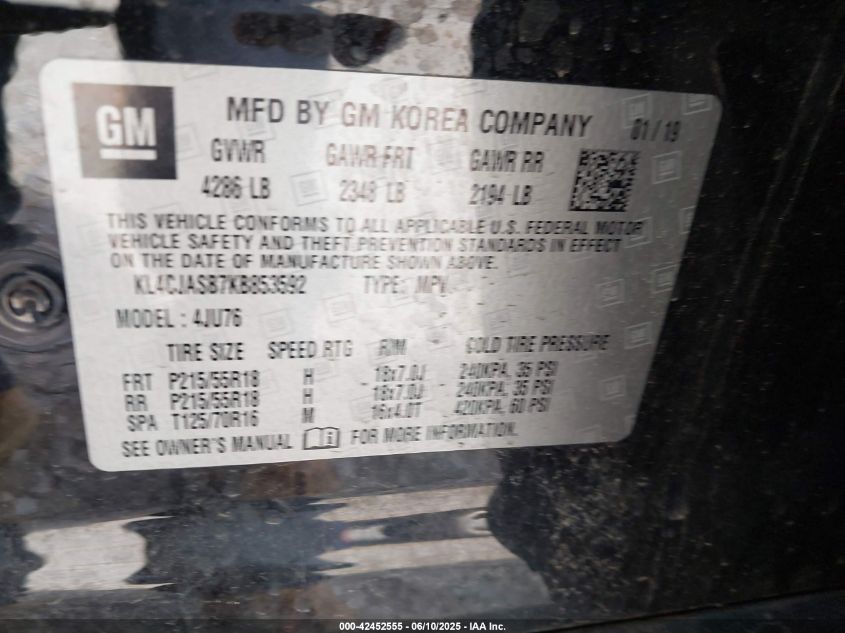 GM
MFD BY GM KOREA COMPANY 01/19
GVWR GAWR FRT GAWR RR
4286 LB 2348 LB 2194 LB
THIS VEHICLE CONFORMS TO ALL APPLICABLE U.S. FEDERAL MOTOR
VEHICLE SAFETY AND THEFT PREVENTION STANDARDS IN EFFECT
ON THE DATE OF MANUFACTURE SHOWN ABOVE.
KL4CJASB7KB853592 TYPE: MPV
MODEL: 4JU76
TIRE SIZE SPEED RTG RIM COLD TIRE PRESSURE
FRT P215/55R18 H 18x7.0J 240KPA, 35 PSI
RR P215/55R18 H 18x7.0J 240KPA, 35 PSI
SPA T125/70R16 M 16x4.0T 420KPA, 60 PSI
SEE OWNER'S MANUAL FOR MORE INFORMATION.
000-42452555 - 06/10/2025 - IAA Inc.